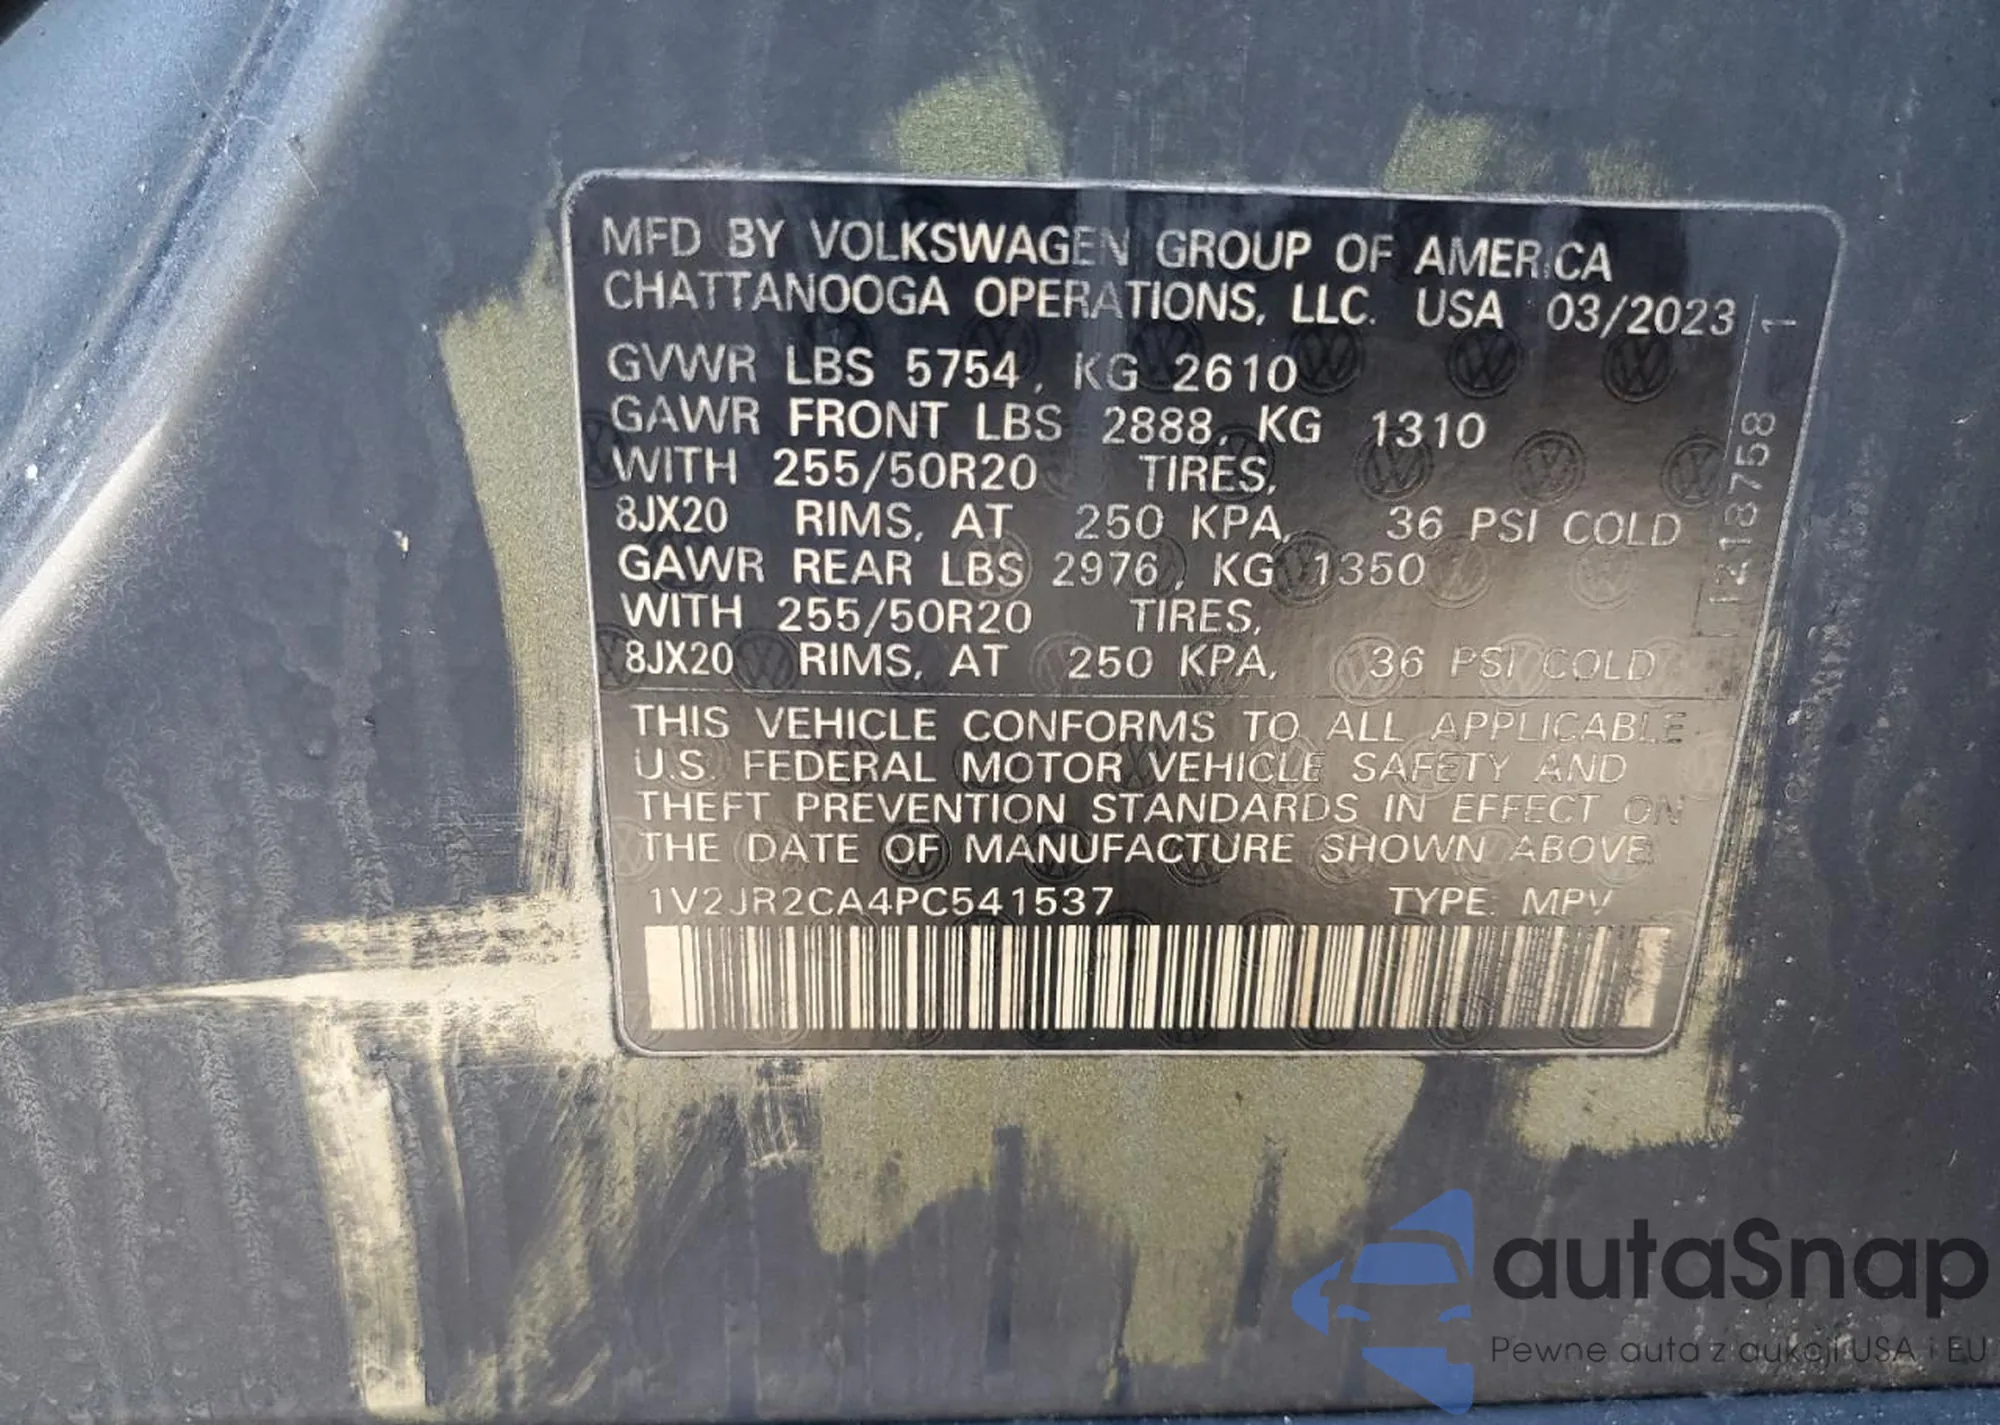 MFD BY VOLKSWAGEN GROUP OF AMERICA
CHATTANOOGA OPERATIONS, LLC. USA 03/2023
GVWR LBS 5754, KG 2610
GAWR FRONT LBS 2888, KG 1310
WITH 255/50R20 TIRES,
8JX20 RIMS, AT 250 KPA, 36 PSI COLD
GAWR REAR LBS 2976, KG 1350
WITH 255/50R20 TIRES,
8JX20 RIMS, AT 250 KPA, 36 PSI COLD
THIS VEHICLE CONFORMS TO ALL APPLICABLE
U.S. FEDERAL MOTOR VEHICLE SAFETY AND
THEFT PREVENTION STANDARDS IN EFFECT ON
THE DATE OF MANUFACTURE SHOWN ABOVE.
1V2JR2CA4PC541537 TYPE: MPV
1218758 1
autaSnap
Pewne auta z aukcji USA i EU